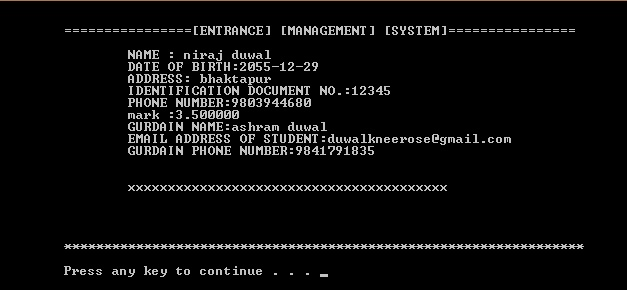 ================[ENTRANCE] [MANAGEMENT] [SYSTEM]================
NAME : niraj duwal
DATE OF BIRTH:2055-12-29
ADDRESS: bhaktapur
IDENTIFICATION DOCUMENT NO.:12345
PHONE NUMBER:9803944680
mark :3.500000
GURDAIN NAME:ashram duwal
EMAIL ADDRESS OF STUDENT:duwalkneerose@gmail.com
GURDAIN PHONE NUMBER:9841791835
xxxxxxxxxxxxxxxxxxxxxxxxxxxxxxxxxxxxxxxx
*****************************************************************
Press any key to continue . . . _